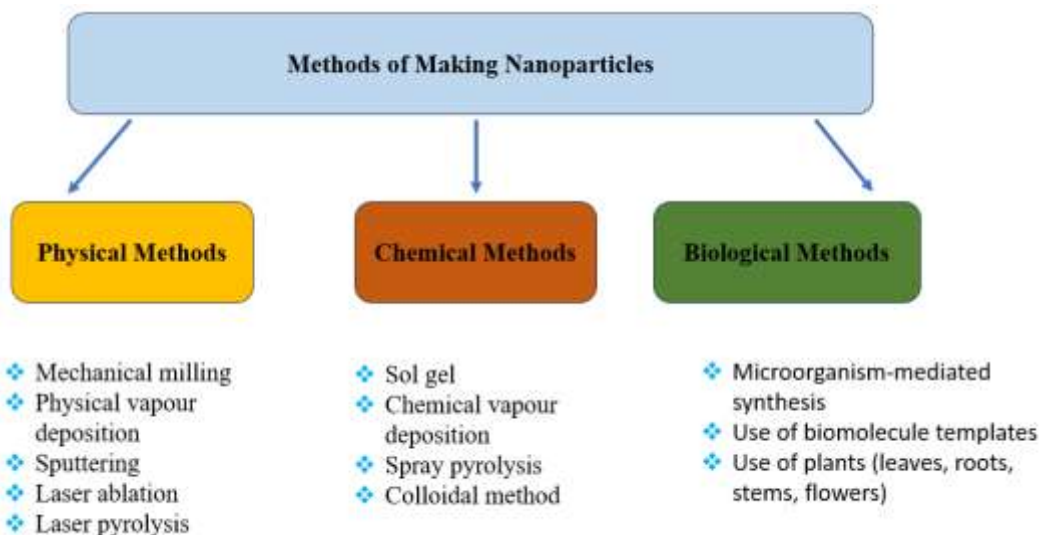 Methods of Making Nanoparticles
Physical Methods
Mechanical milling
Physical vapour
deposition
Sputtering
Laser ablation
Laser pyrolysis
Chemical Methods
Sol gel
Chemical vapour
deposition
Spray pyrolysis
Colloidal method
Biological Methods
Microorganism-mediated
synthesis
Use of biomolecule templates
Use of plants (leaves, roots,
stems, flowers)